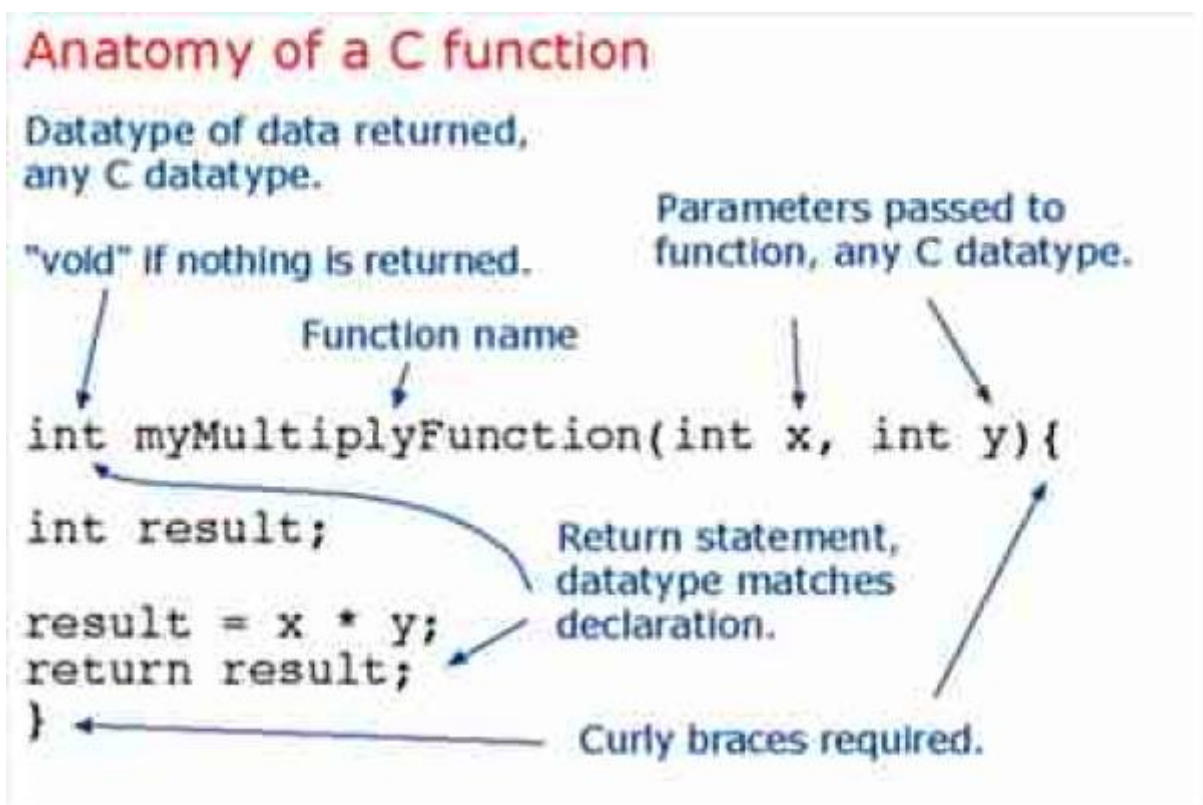 Anatomy of a C function
Datatype of data returned,
any C datatype.
"void" if nothing is returned.
Parameters passed to
function, any C datatype.
Function name
int myMultiplyFunction(int x, int y){
int result;
Return statement,
datatype matches
declaration.
result = x * y;
return result;
}
Curly braces required.